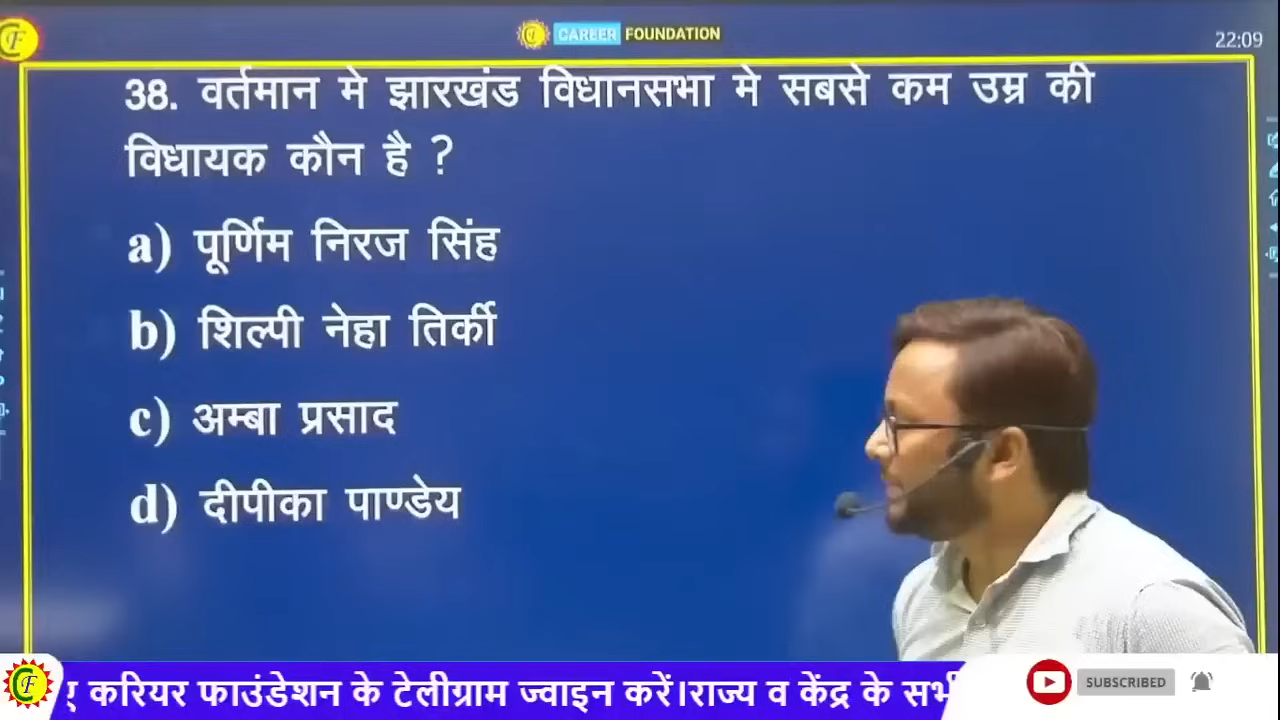 CAREER FOUNDATION
22:09
38. वर्तमान मे झारखंड विधानसभा मे सबसे कम उम्र की
विधायक कौन है ?
a) पूर्णिम निरज सिंह
b) शिल्पी नेहा तिर्की
c) अम्बा प्रसाद
d) दीपीका पाण्डेय
करियर फाउंडेशन के टेलीग्राम ज्वाइन करें।राज्य व केंद्र के
SUBSCRIBED